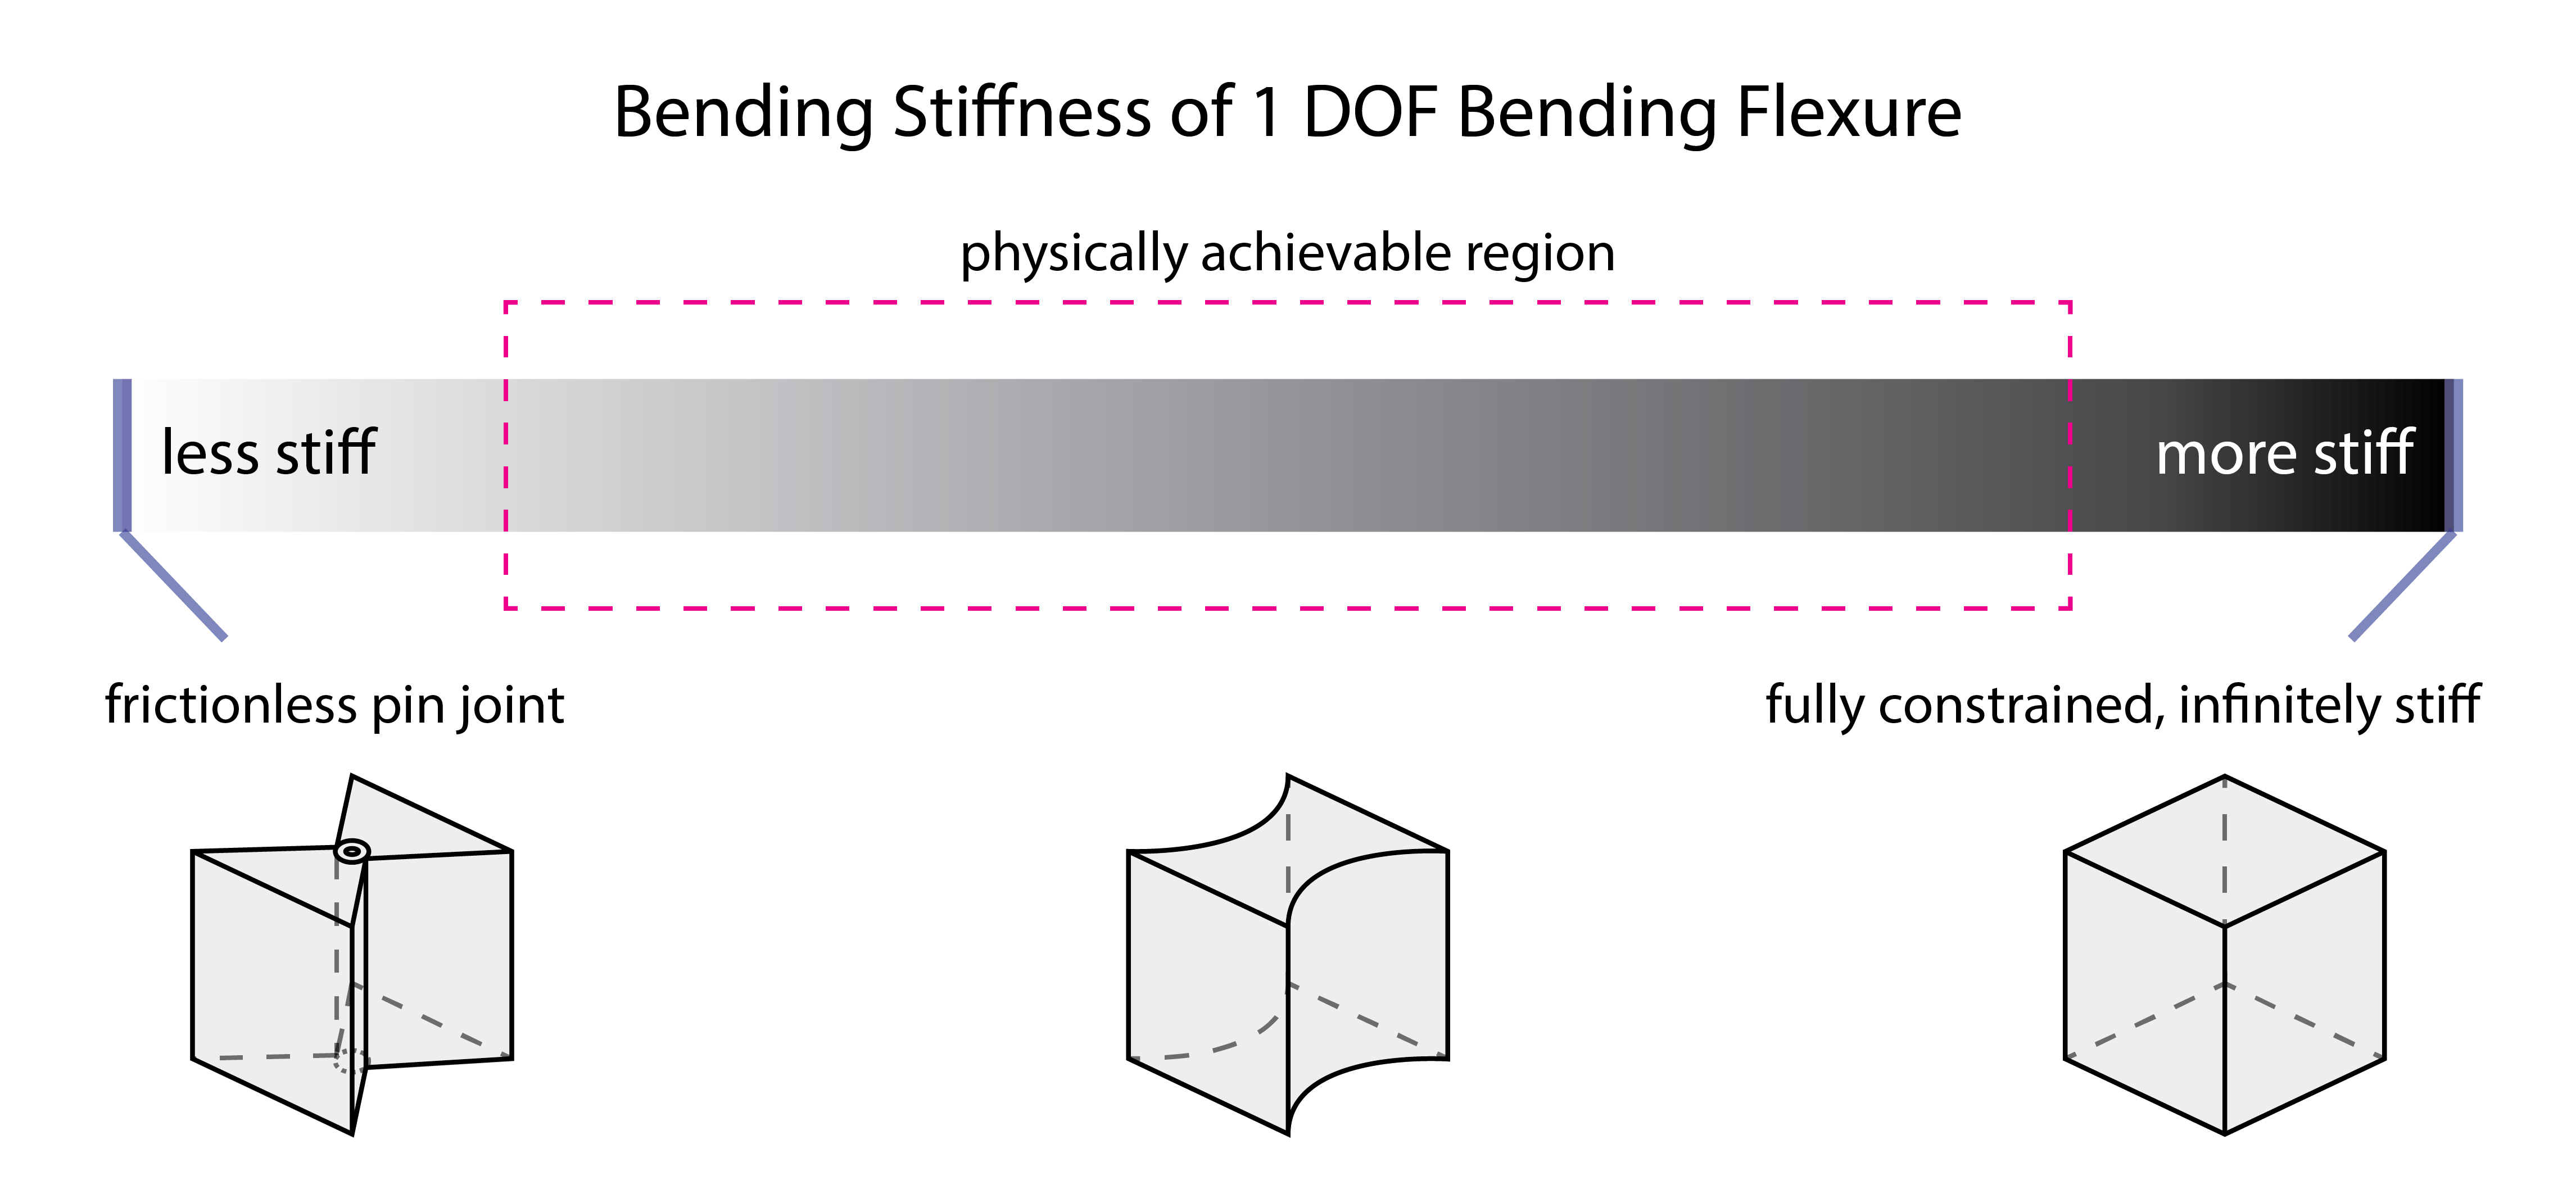 Bending Stiffness of 1 DOF Bending Flexure
physically achievable region
less stiff
more stiff
frictionless pin joint
fully constrained, infinitely stiff